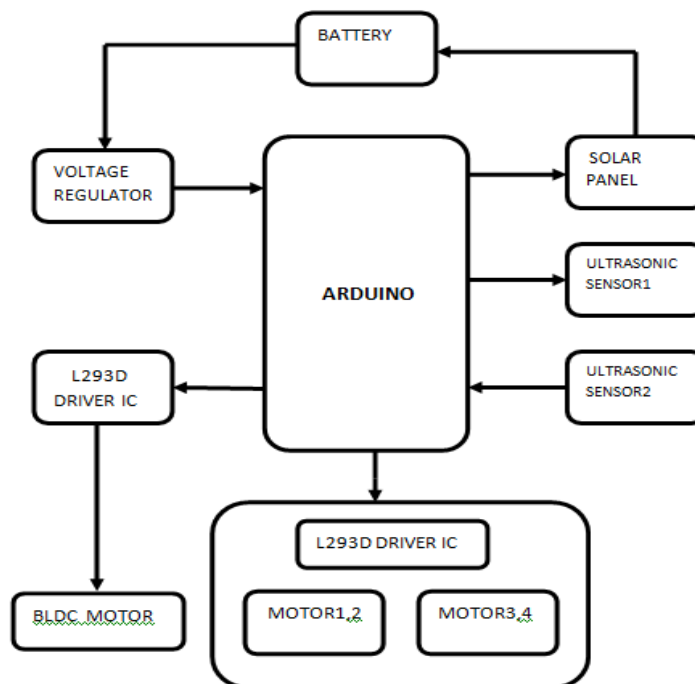 BATTERY
VOLTAGE
REGULATOR
SOLAR
PANEL
ARDUINO
ULTRASONIC
SENSOR1
L293D
DRIVER IC
ULTRASONIC
SENSOR2
L293D DRIVER IC
BLDC MOTOR
MOTOR1,2
MOTOR3,4